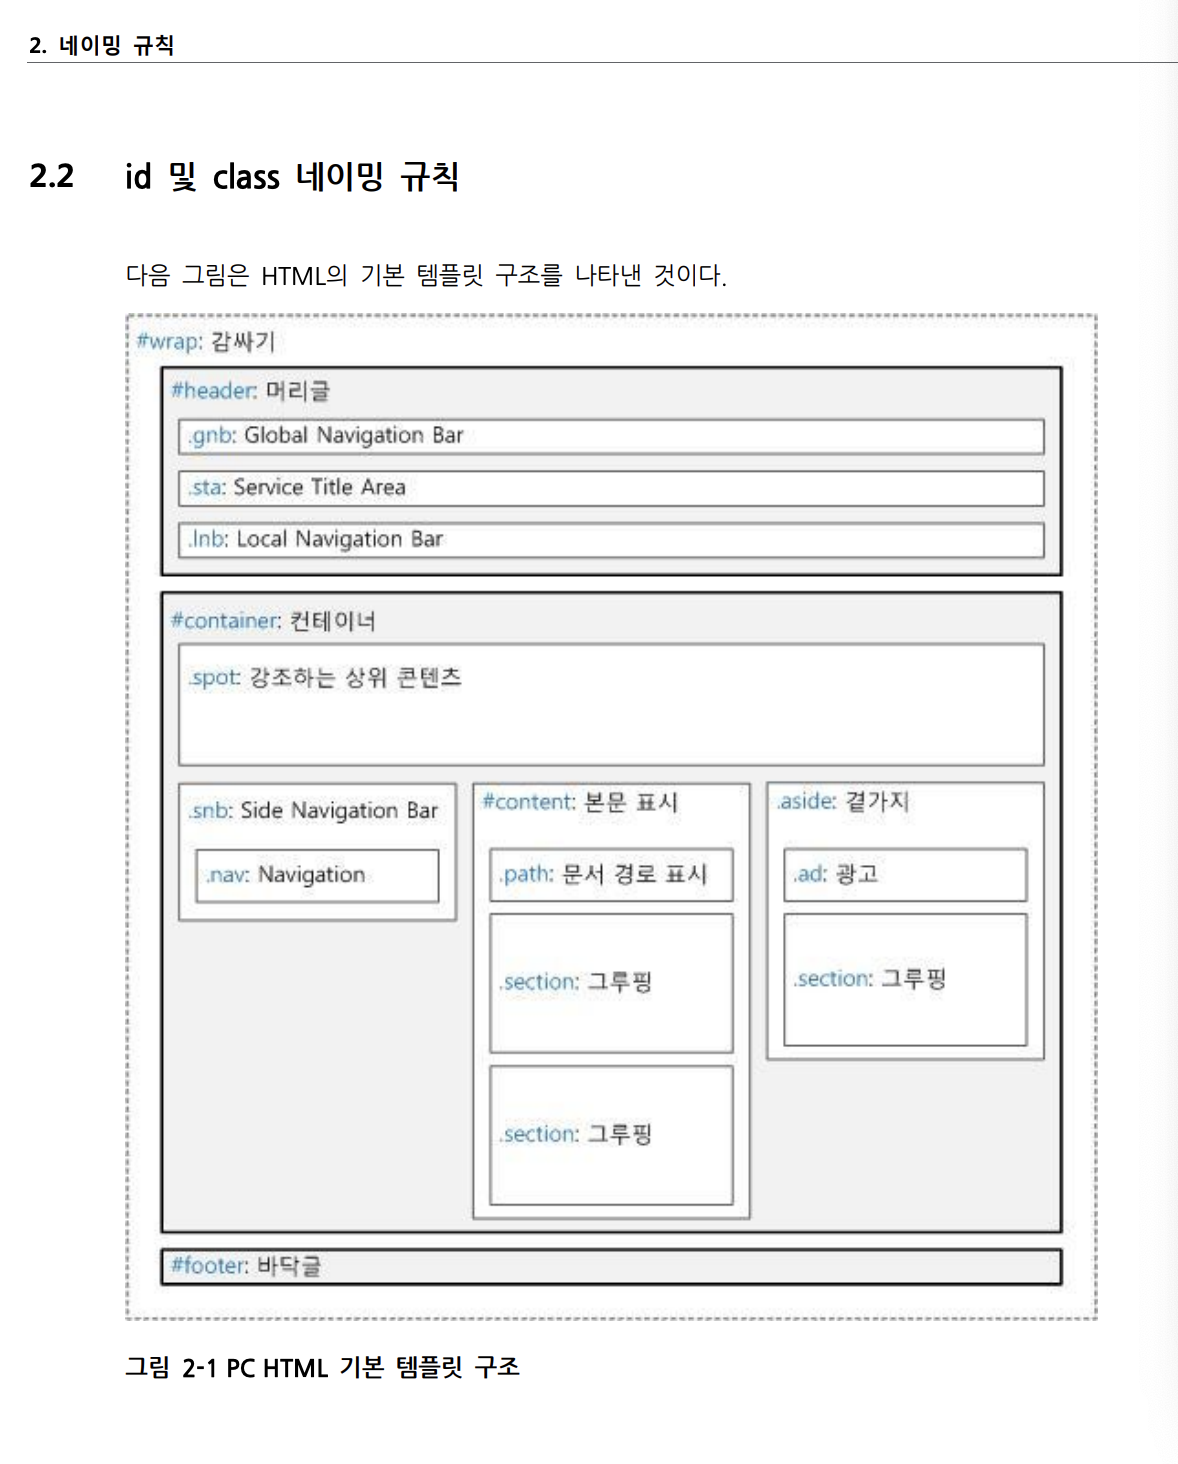 2. 네이밍 규칙
2.2 id 및 class 네이밍 규칙
다음 그림은 HTML의 기본 템플릿 구조를 나타낸 것이다.
#wrap: 감싸기
#header: 머리글
.gnb: Global Navigation Bar
.sta: Service Title Area
.lnb: Local Navigation Bar
#container: 컨테이너
.spot: 강조하는 상위 콘텐츠
.snb: Side Navigation Bar
.nav: Navigation
#content: 본문 표시
.path: 문서 경로 표시
.section: 그루핑
.section: 그루핑
.aside: 곁가지
.ad: 광고
.section: 그루핑
#footer: 바닥글
그림 2-1 PC HTML 기본 템플릿 구조